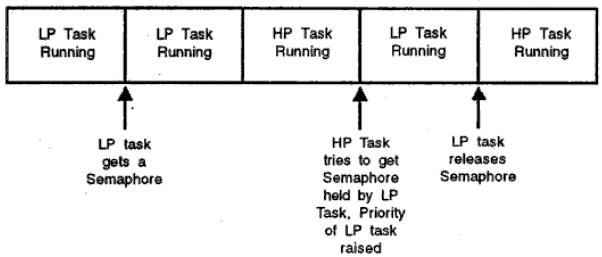 LP Task LP Task HP Task LP Task HP Task
Running Running Running Running Running
LP task
gets a
Semaphore
HP Task
tries to get
Semaphore
held by LP
Task, Priority
of LP task
raised
LP task
releases
Semaphore